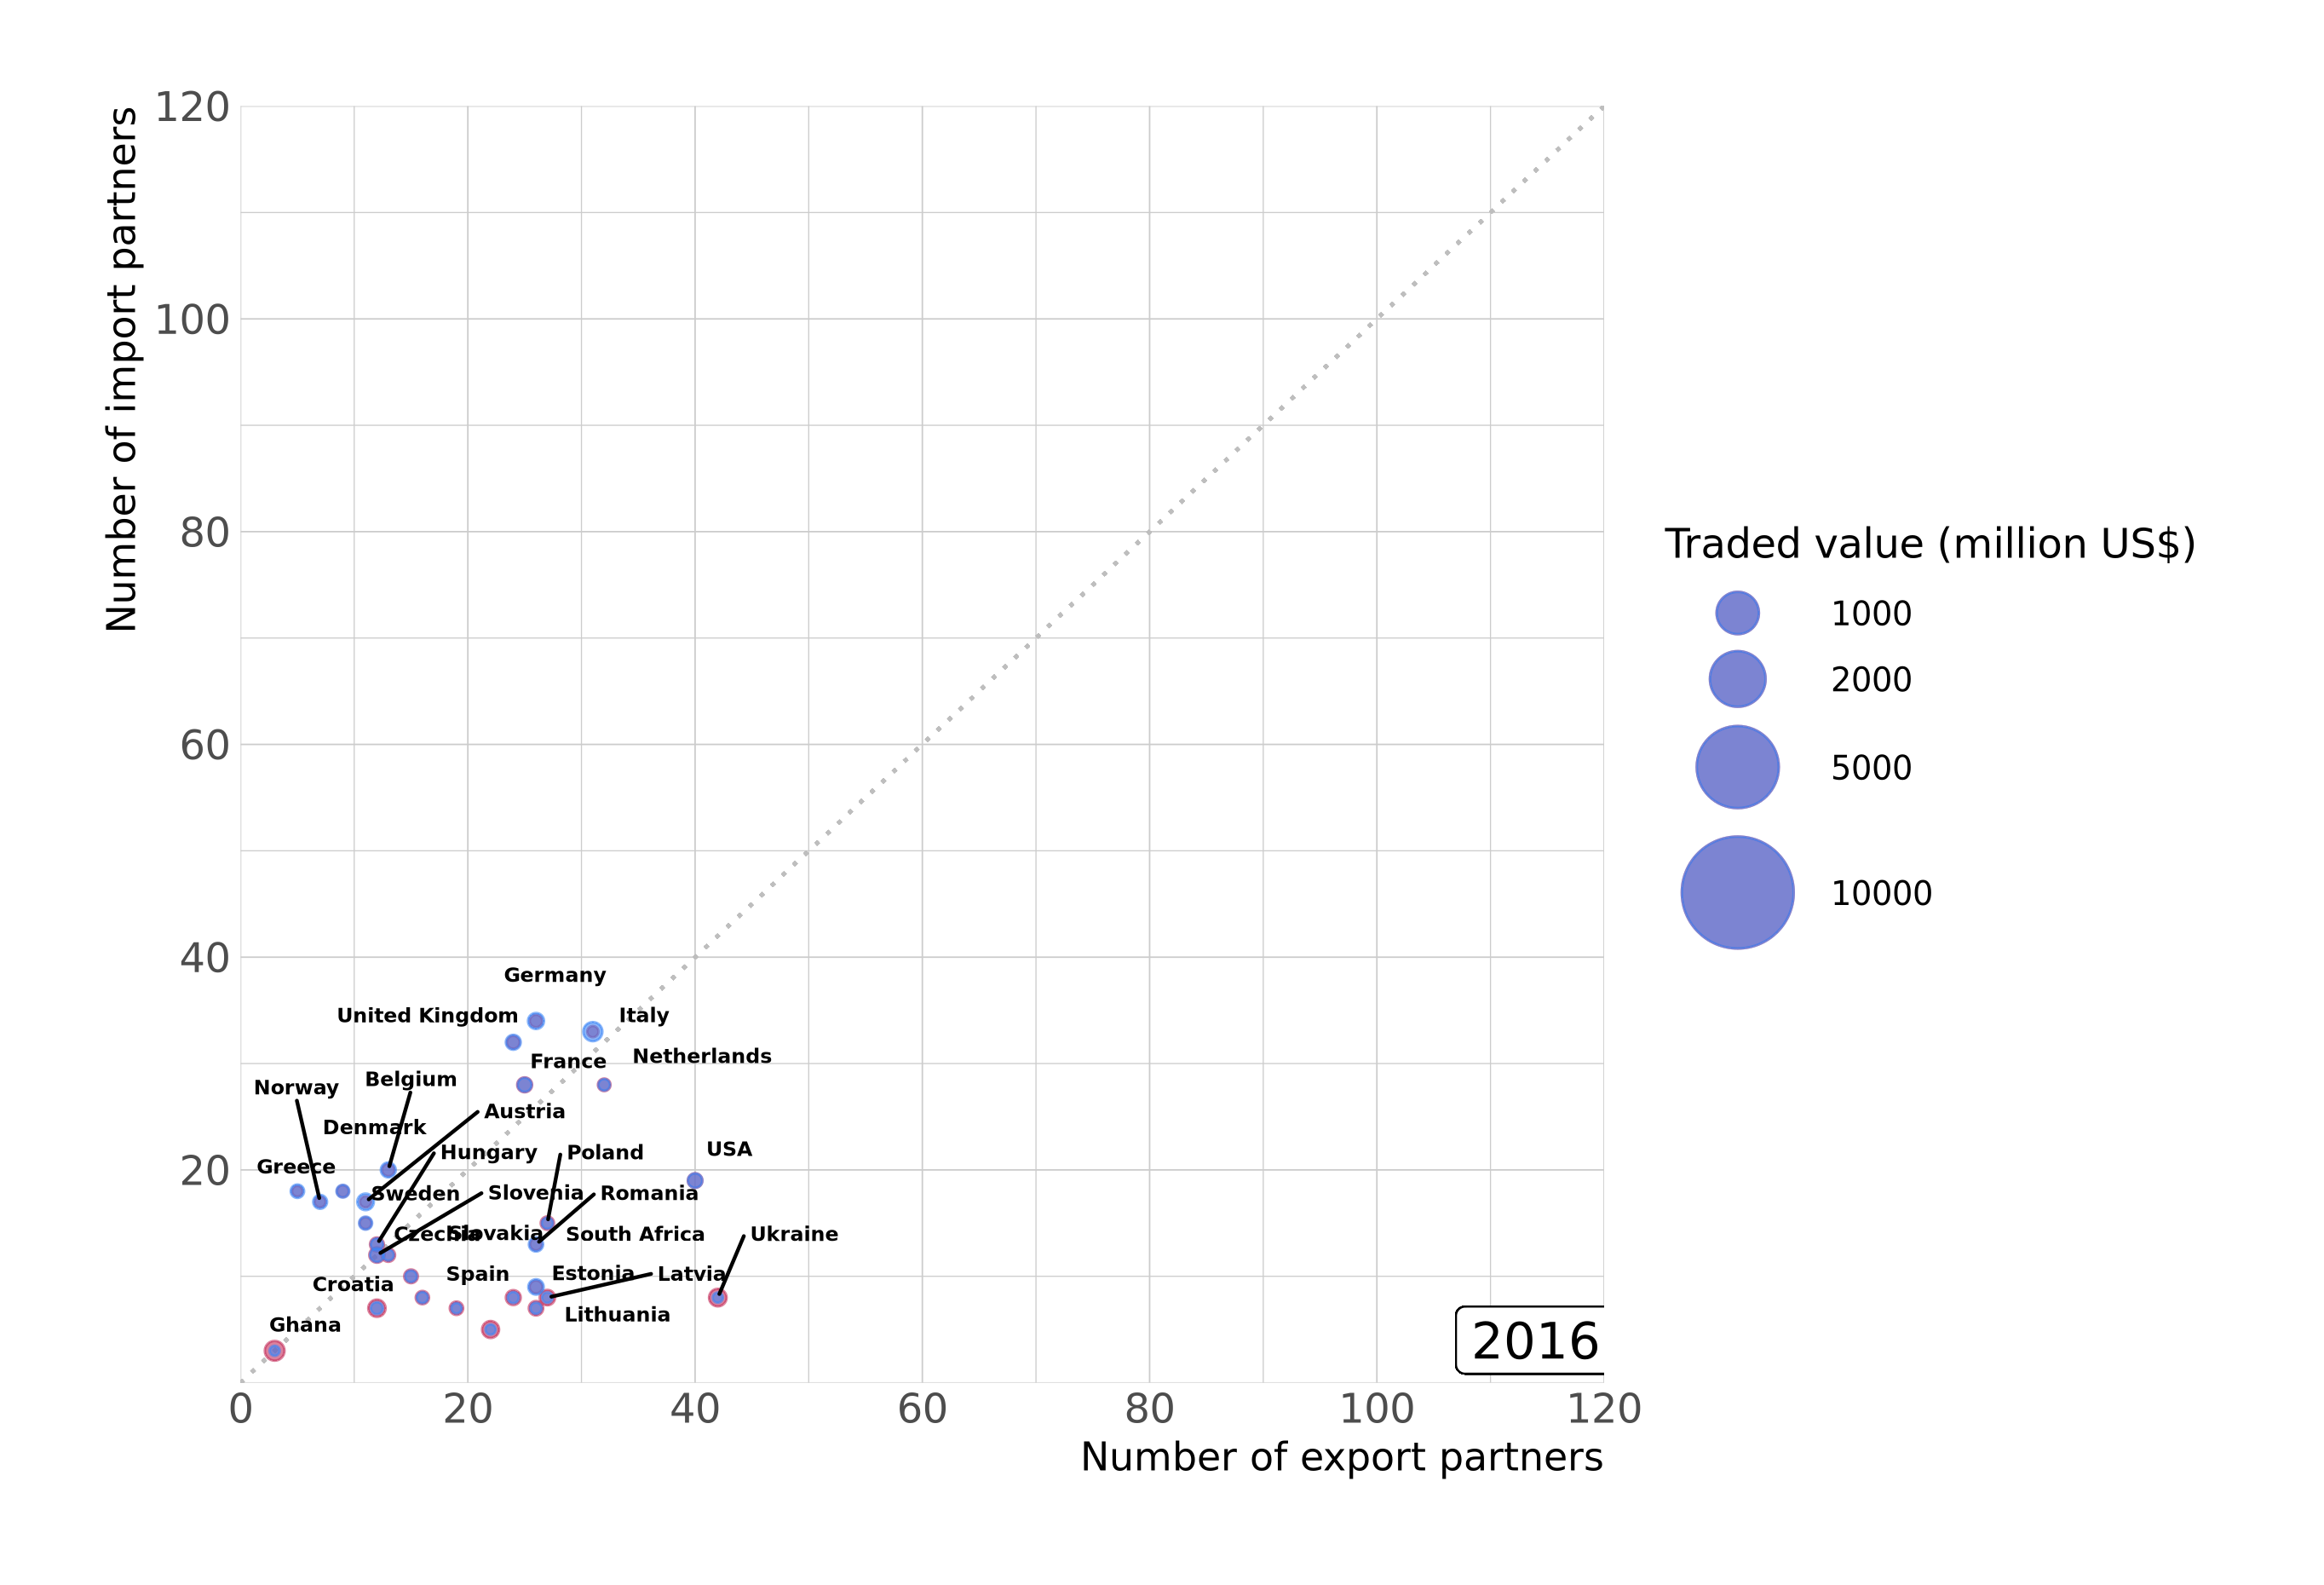 120
100
80
60
40
20
Number of import partners
Germany
United Kingdom
Italy
France
Netherlands
Norway
Belgium
Austria
Denmark
Hungary
Poland
USA
Greece
Sweden
Slovenia
Romania
Czechia
Slovakia
South Africa
Ukraine
Croatia
Spain
Estonia
Latvia
Lithuania
Ghana
2016
0 20 40 60 80 100 120
Number of export partners
Traded value (million US$)
1000
2000
5000
10000